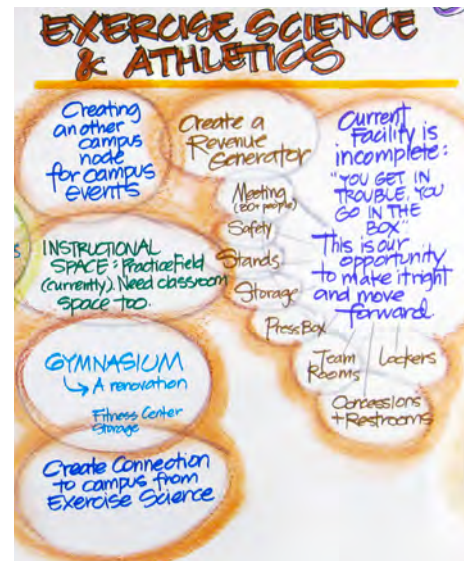 EXERCISE SCIENCE
& ATHLETICS
Creating
another
campus
node
for campus
events
Create a
Revenue
Generator
Current
Facility is
incomplete:
"YOU GET IN
TROUBLE, YOU
GO IN THE
BOX"
This is our
opportunity
to make it right
and move
forward.
Meeting
(80+ people)
Safety
Stands
Storage
Press Box
Team
Rooms
Lockers
Concessions
+ Restrooms
INSTRUCTIONAL
SPACE: Practice Field
(currently). Need classroom
space too.
GYMNASIUM
↳ A renovation
Fitness Center
Storage
Create Connection
to campus from
Exercise Science